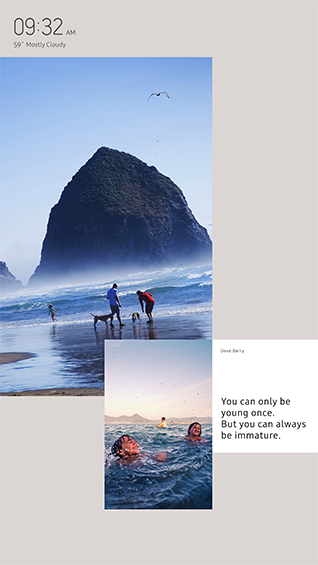 09:32 AM
59° Mostly Cloudy
Dave Barry
You can only be
young once.
But you can always
be immature.